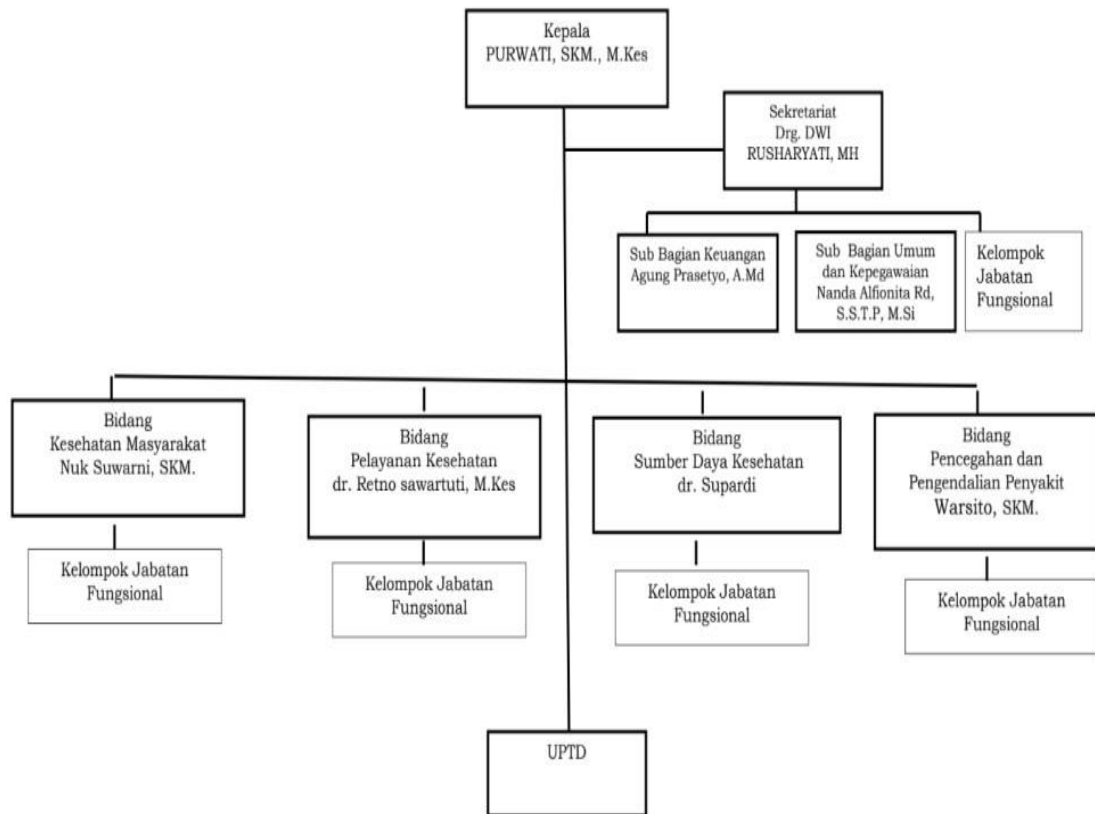 Kepala
PURWATI, SKM., M.Kes
Sekretariat
Drg. DWI
RUSHARYATI, MH
Sub Bagian Keuangan
Agung Prasetyo, A.Md
Sub Bagian Umum
dan Kepegawaian
Nanda Alfionita Rd,
S.S.T.P, M.Si
Kelompok
Jabatan
Fungsional
Bidang
Kesehatan Masyarakat
Nuk Suwarni, SKM.
Bidang
Pelayanan Kesehatan
dr. Retno sawartuti, M.Kes
Bidang
Sumber Daya Kesehatan
dr. Supardi
Bidang
Pencegahan dan
Pengendalian Penyakit
Warsito, SKM.
Kelompok Jabatan
Fungsional
Kelompok Jabatan
Fungsional
Kelompok Jabatan
Fungsional
Kelompok Jabatan
Fungsional
UPTD